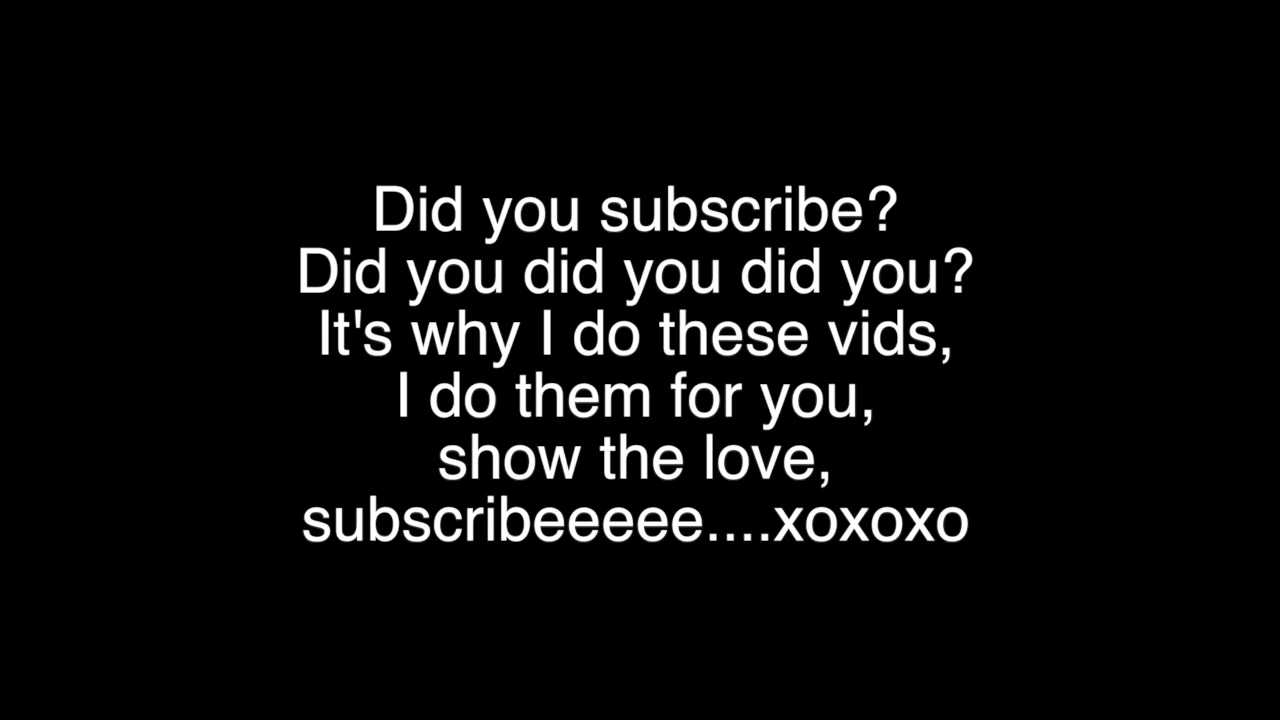 Did you subscribe?
Did you did you did you?
It's why I do these vids,
I do them for you,
show the love,
subscribeeeee....xoxoxo